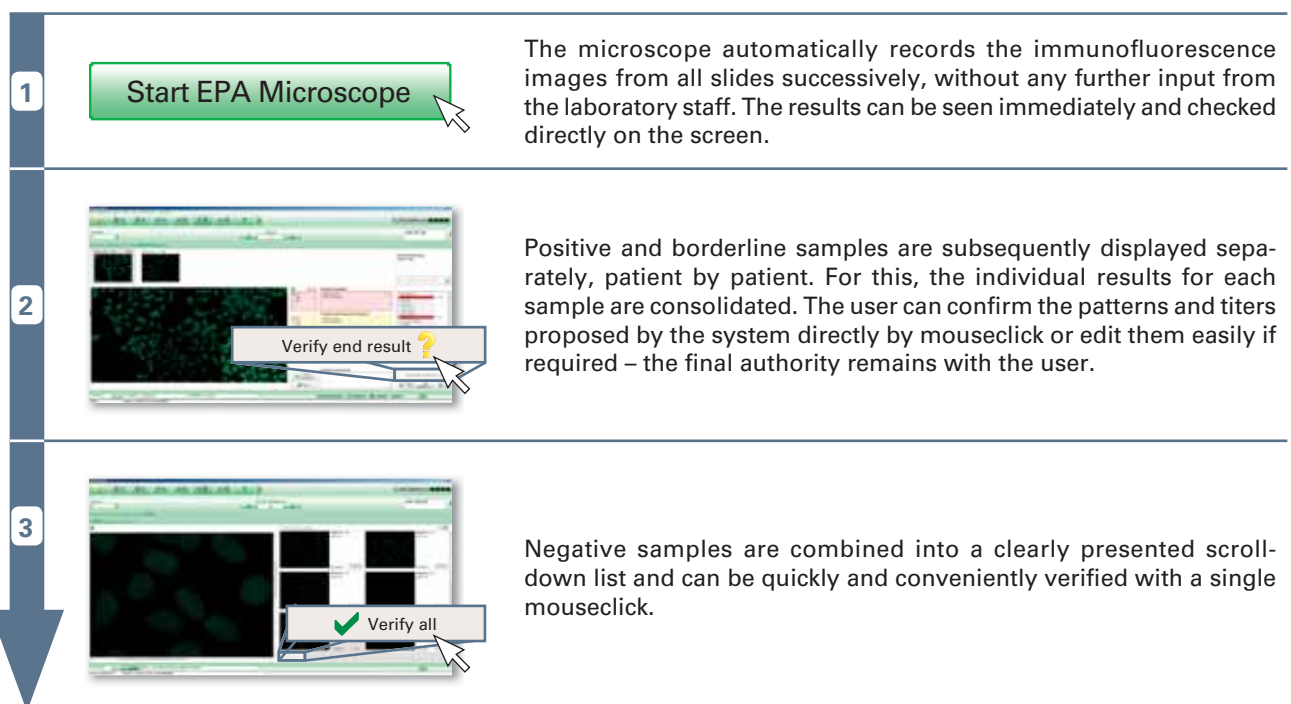 1
Start EPA Microscope
The microscope automatically records the immunofluorescence
images from all slides successively, without any further input from
the laboratory staff. The results can be seen immediately and checked
directly on the screen.
2
Verify end result ?
Positive and borderline samples are subsequently displayed sepa-
rately, patient by patient. For this, the individual results for each
sample are consolidated. The user can confirm the patterns and titers
proposed by the system directly by mouseclick or edit them easily if
required – the final authority remains with the user.
3
Verify all
Negative samples are combined into a clearly presented scroll-
down list and can be quickly and conveniently verified with a single
mouseclick.